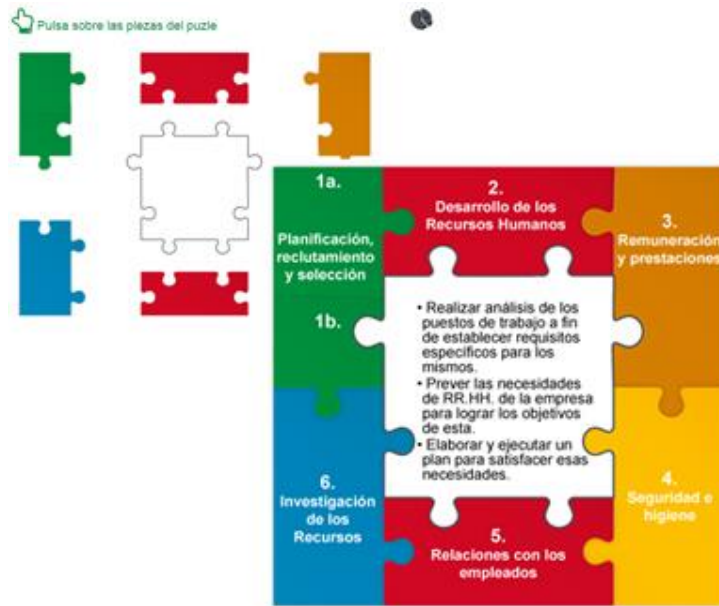 Pulsa sobre las piezas del puzle
1a.
Planificación,
reclutamiento
y selección
1b.
2.
Desarrollo de los
Recursos Humanos
3.
Remuneración
y prestaciones
• Realizar análisis de los
puestos de trabajo a fin
de establecer requisitos
específicos para los
mismos.
• Prever las necesidades
de RR.HH. de la empresa
para lograr los objetivos
de esta.
• Elaborar y ejecutar un
plan para satisfacer esas
necesidades.
4.
Seguridad e
higiene
5.
Relaciones con los
empleados
6.
Investigación
de los
Recursos